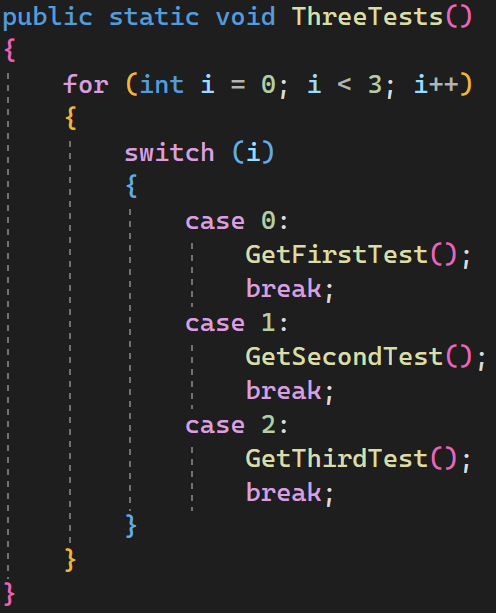 public static void ThreeTests()
{
    for (int i = 0; i < 3; i++)
    {
        switch (i)
        {
            case 0:
                GetFirstTest();
                break;
            case 1:
                GetSecondTest();
                break;
            case 2:
                GetThirdTest();
                break;
        }
    }
}